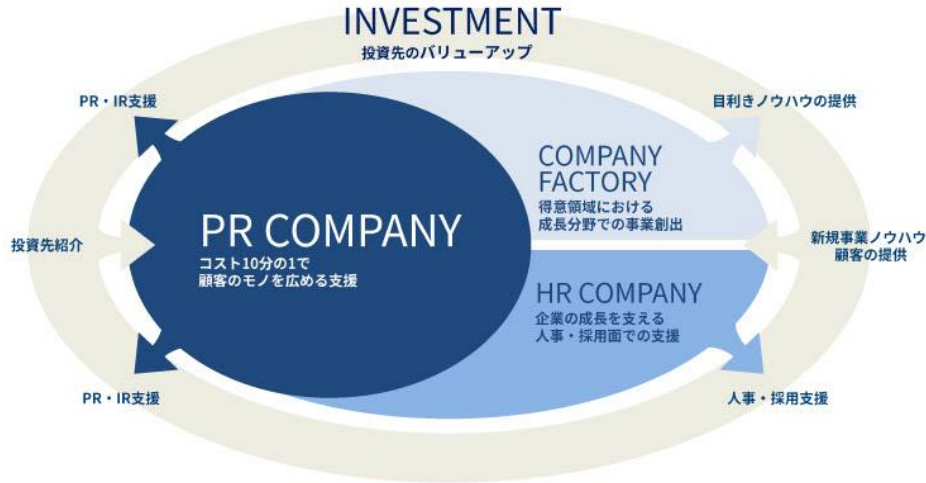 INVESTMENT
投資先のバリューアップ
PR・IR支援
目利きノウハウの提供
COMPANY
FACTORY
得意領域における
成長分野での事業創出
PR COMPANY
コスト10分の1で
顧客のモノを広める支援
投資先紹介
新規事業ノウハウ
顧客の提供
HR COMPANY
企業の成長を支える
人事・採用面での支援
PR・IR支援
人事・採用支援